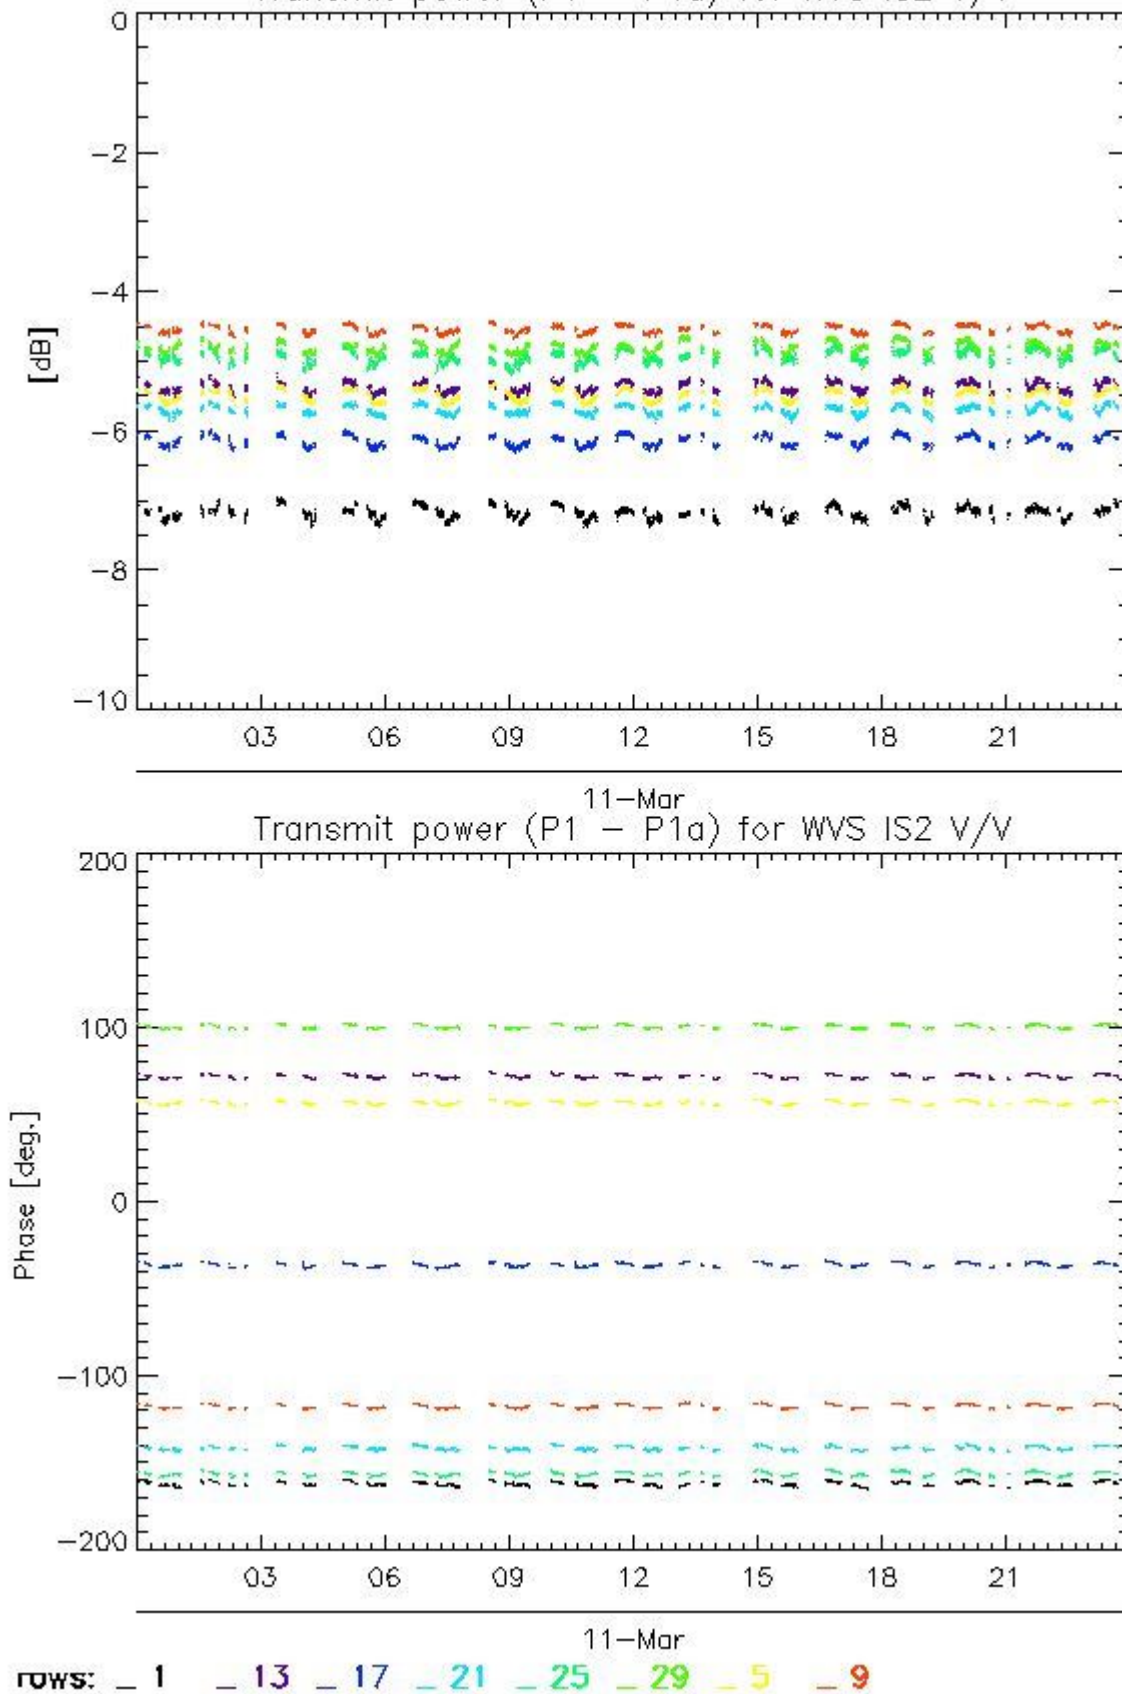 0
-2
-4
-6
-8
-10
[dB]
03 06 09 12 15 18 21
11-Mar
Transmit power (P1 - P1a) for WVS IS2 V/V
200
100
0
-100
-200
Phase [deg.]
03 06 09 12 15 18 21
11-Mar
rows: _ 1 _ 13 _ 17 _ 21 _ 25 _ 29 _ 5 _ 9